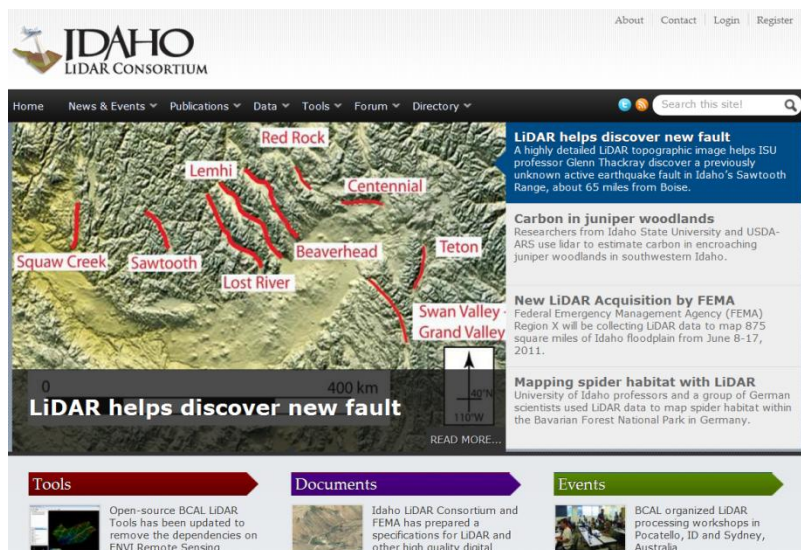 About
Contact
Login
Register
IDAHO
LIDAR CONSORTIUM
Home
News & Events
Publications
Data
Tools
Forum
Directory
Search this site!
Red Rock
Lemhi
Centennial
Squaw Creek
Sawtooth
Beaverhead
Teton
Lost River
Swan Valley -
Grand Valley
0
400 km
40°N
110°W
LiDAR helps discover new fault
READ MORE...
LiDAR helps discover new fault
A highly detailed LiDAR topographic image helps ISU
professor Glenn Thackray discover a previously
unknown active earthquake fault in Idaho's Sawtooth
Range, about 65 miles from Boise.
Carbon in juniper woodlands
Researchers from Idaho State University and USDA-
ARS use lidar to estimate carbon in encroaching
juniper woodlands in southwestern Idaho.
New LiDAR Acquisition by FEMA
Federal Emergency Management Agency (FEMA)
Region X will be collecting LiDAR data to map 875
square miles of Idaho floodplain from June 8-17,
2011.
Mapping spider habitat with LiDAR
University of Idaho professors and a group of German
scientists used LiDAR data to map spider habitat within
the Bavarian Forest National Park in Germany.
Tools
Open-source BCAL LiDAR
Tools has been updated to
remove the dependencies on
ENVI Remote Sensing
Documents
Idaho LiDAR Consortium and
FEMA has prepared a
specifications for LiDAR and
other high quality digital
Events
BCAL organized LiDAR
processing workshops in
Pocatello, ID and Sydney,
Australia